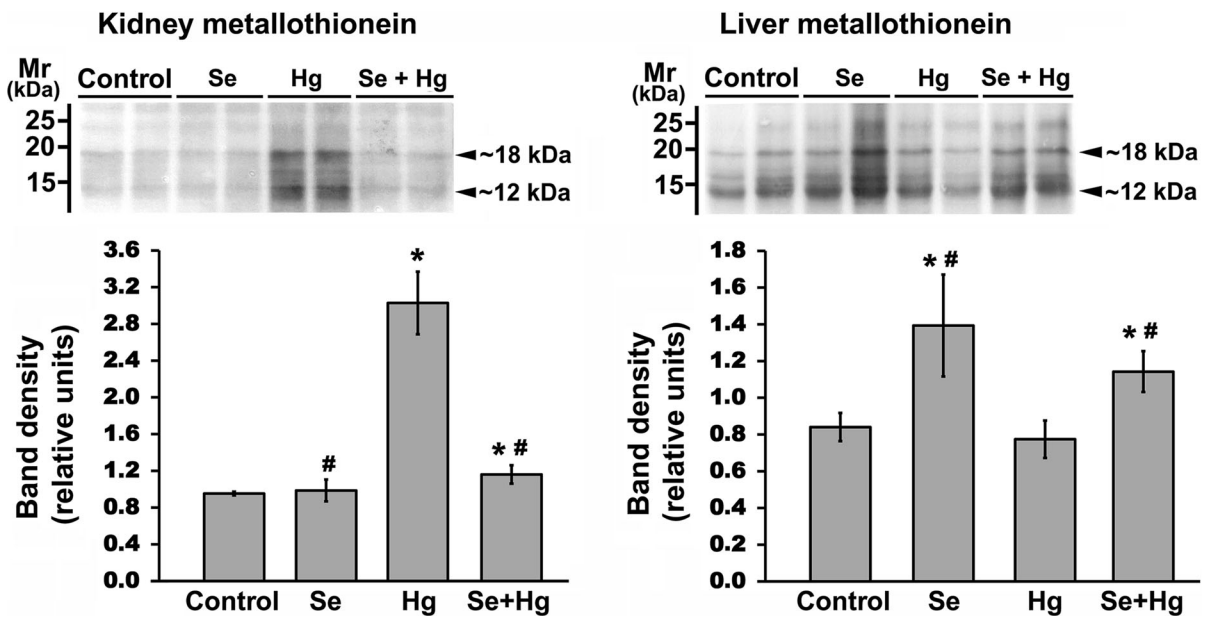 Kidney metallothionein
Mr
(kDa)
Control Se Hg Se + Hg
25
20
15
~18 kDa
~12 kDa
Band density
(relative units)
3.6
3.2
2.8
2.4
2.0
1.6
1.2
0.8
0.4
0.0
#
*
* #
Control Se Hg Se+Hg
Liver metallothionein
Mr
(kDa)
Control Se Hg Se + Hg
25
20
15
~18 kDa
~12 kDa
Band density
(relative units)
1.8
1.6
1.4
1.2
1.0
0.8
0.6
0.4
0.2
0.0
* #
* #
Control Se Hg Se+Hg